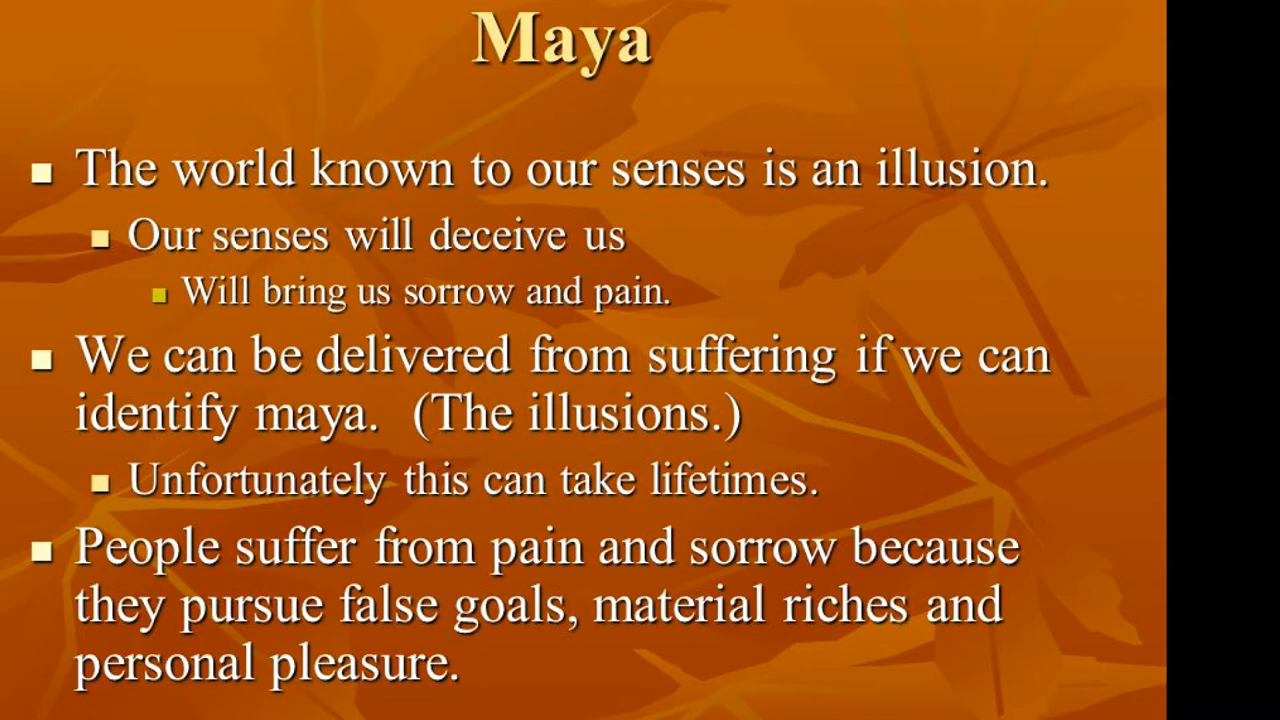 Maya
The world known to our senses is an illusion.
Our senses will deceive us
Will bring us sorrow and pain.
We can be delivered from suffering if we can
identify maya.  (The illusions.)
Unfortunately this can take lifetimes.
People suffer from pain and sorrow because
they pursue false goals, material riches and
personal pleasure.